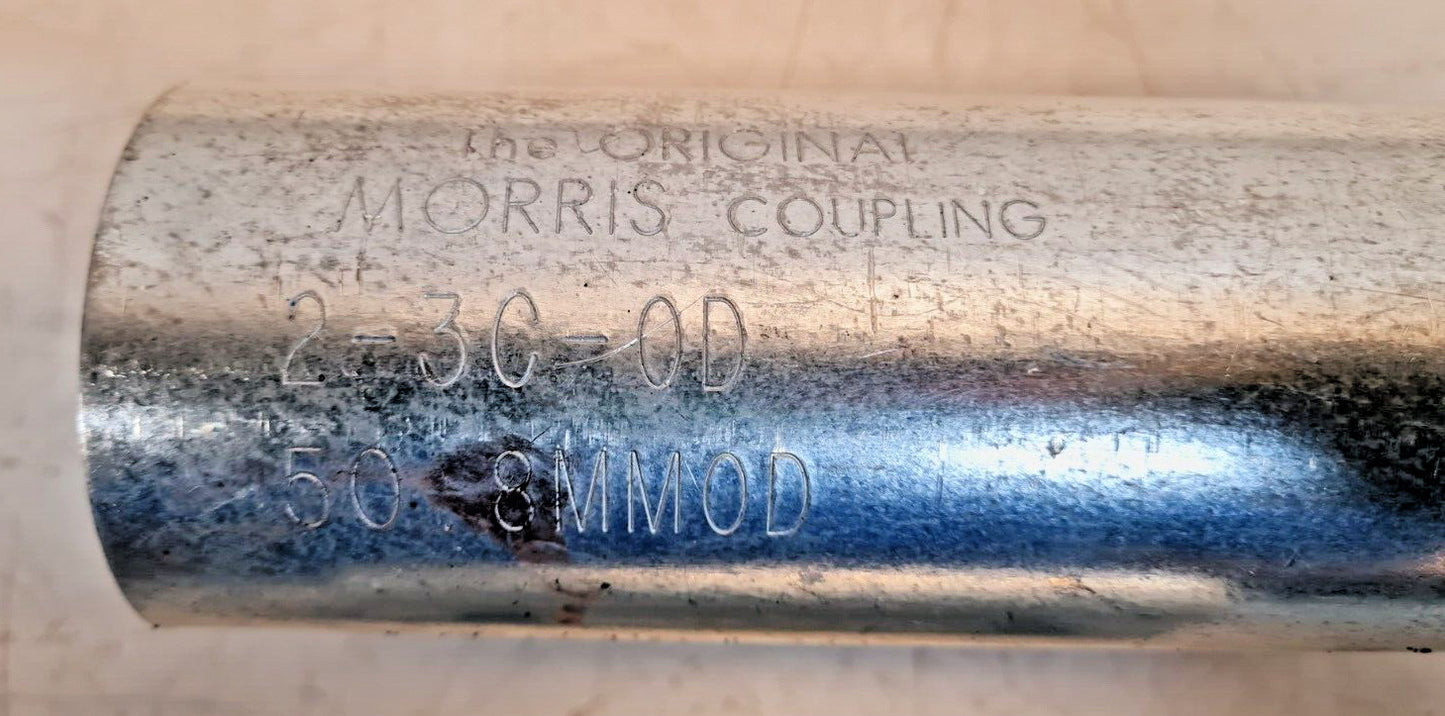 The ORIGINAL
MORRIS COUPLING
2-3C-OD
50.8MMOD